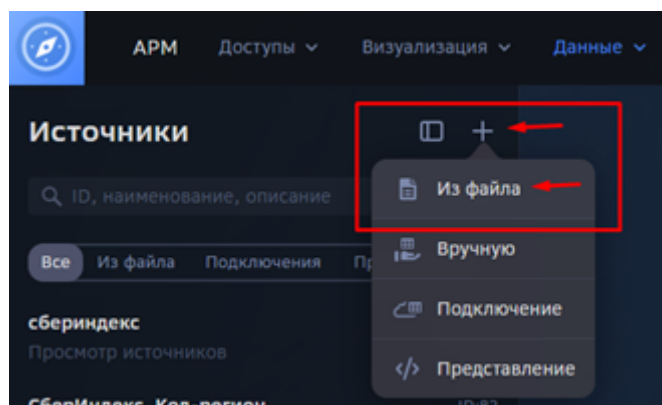 АРМ Доступы Визуализация Данные
Источники
ID, наименование, описание
Из файла
Все Из файла Подключения
Вручную
сбериндекс
Просмотр источников
Подключение
Представление